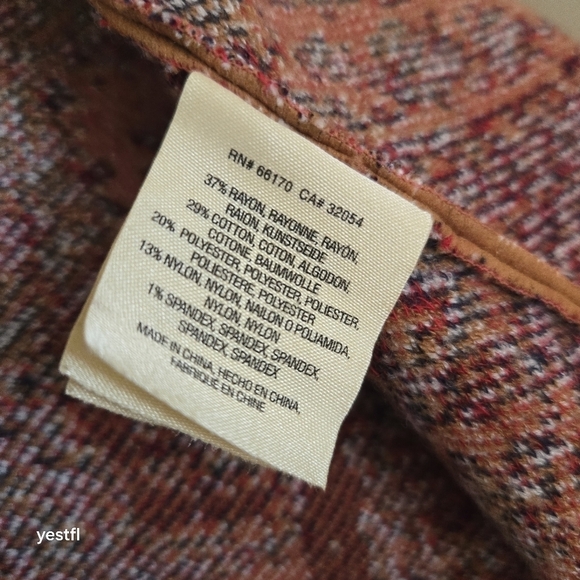 RN# 66170 CA# 32054
37% RAYON, RAYONNE, RAYON,
RAION, KUNSTSEIDE
29% COTTON, COTON, ALGODON,
COTONE, BAUMWOLLE
20% POLYESTER, POLYESTER, POLIESTER,
POLIESTERE, POLYESTER
13% NYLON, NYLON, NAILON O POLIAMIDA,
NYLON, NYLON
1% SPANDEX, SPANDEX, SPANDEX,
SPANDEX, SPANDEX
MADE IN CHINA, HECHO EN CHINA,
FABRIQUE EN CHINE
yestfl